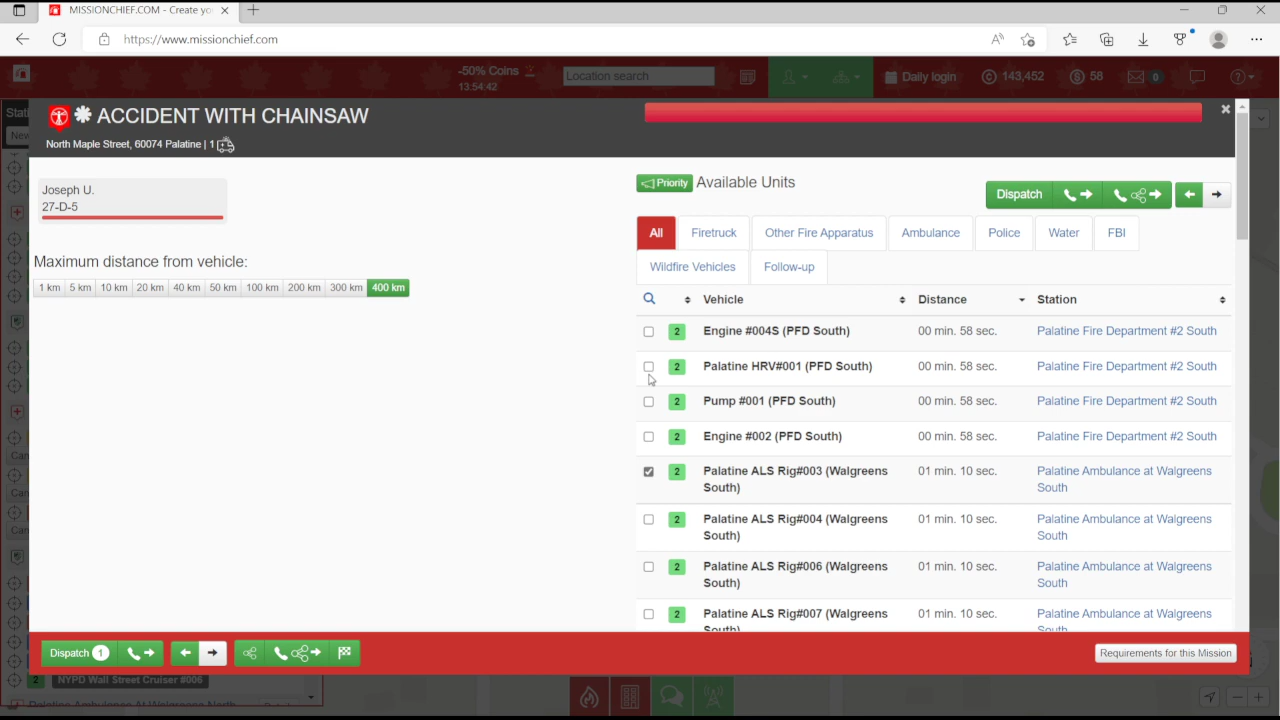 MISSIONCHIEF.COM - Create yo
https://www.missionchief.com
-50% Coins
13:54:42
Location search
Daily login
143,452
58
0
ACCIDENT WITH CHAINSAW
North Maple Street, 60074 Palatine | 1
Joseph U.
27-D-5
Maximum distance from vehicle:
1 km 5 km 10 km 20 km 40 km 50 km 100 km 200 km 300 km 400 km
Priority Available Units
Dispatch
All Firetruck Other Fire Apparatus Ambulance Police Water FBI
Wildfire Vehicles Follow-up
Vehicle Distance Station
2 Engine #004S (PFD South) 00 min. 58 sec. Palatine Fire Department #2 South
2 Palatine HRV#001 (PFD South) 00 min. 58 sec. Palatine Fire Department #2 South
2 Pump #001 (PFD South) 00 min. 58 sec. Palatine Fire Department #2 South
2 Engine #002 (PFD South) 00 min. 58 sec. Palatine Fire Department #2 South
2 Palatine ALS Rig#003 (Walgreens 01 min. 10 sec. Palatine Ambulance at Walgreens
South) South
2 Palatine ALS Rig#004 (Walgreens 01 min. 10 sec. Palatine Ambulance at Walgreens
South) South
2 Palatine ALS Rig#006 (Walgreens 01 min. 10 sec. Palatine Ambulance at Walgreens
South) South
2 Palatine ALS Rig#007 (Walgreens 01 min. 10 sec. Palatine Ambulance at Walgreens
South) South
Dispatch 1
Requirements for this Mission
2 NYPD Wall Street Cruiser #006
Palatine Ambulance At Walgreens North